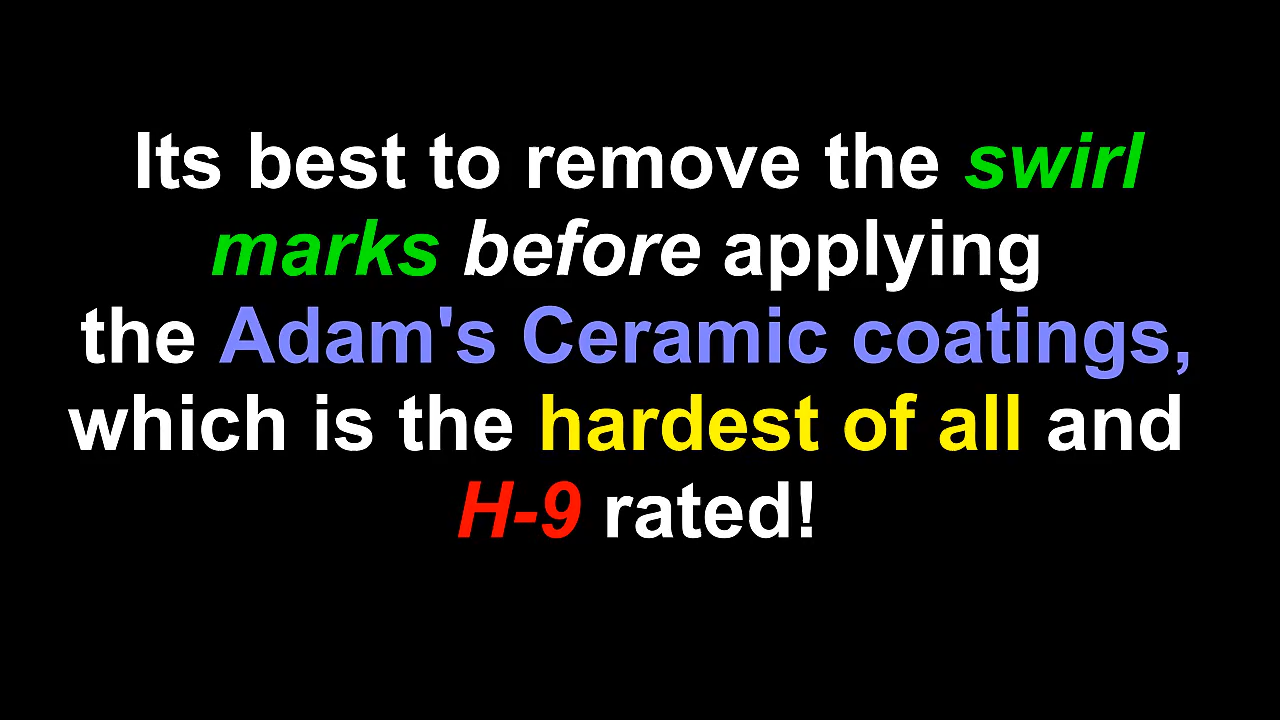 Its best to remove the swirl
marks before applying
the Adam's Ceramic coatings,
which is the hardest of all and
H-9 rated!